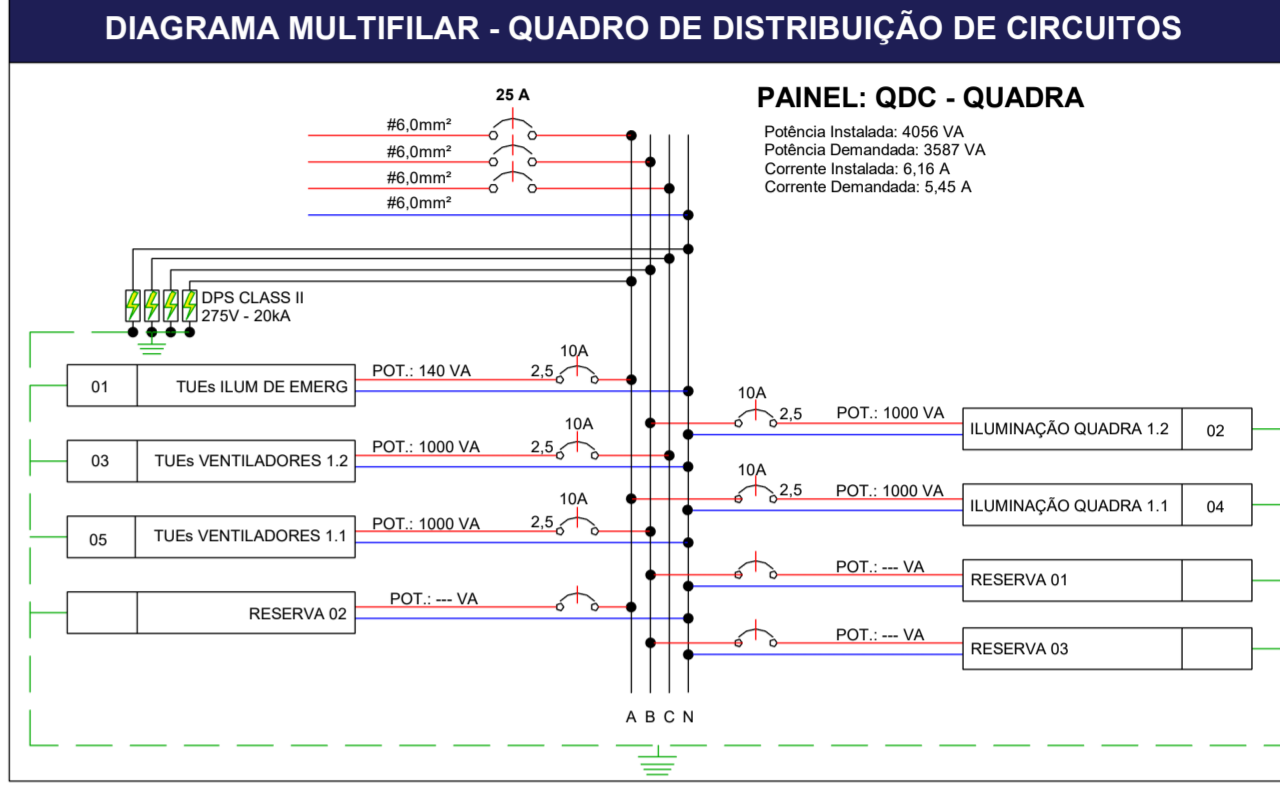 DIAGRAMA MULTIFILAR - QUADRO DE DISTRIBUIÇÃO DE CIRCUITOS
25 A
#6,0mm²
#6,0mm²
#6,0mm²
#6,0mm²
PAINEL: QDC - QUADRA
Potência Instalada: 4056 VA
Potência Demandada: 3587 VA
Corrente Instalada: 6,16 A
Corrente Demandada: 5,45 A
DPS CLASS II
275V - 20kA
01 TUEs ILUM DE EMERG POT.: 140 VA 2,5 10A
10A 2,5 POT.: 1000 VA ILUMINAÇÃO QUADRA 1.2 02
03 TUEs VENTILADORES 1.2 POT.: 1000 VA 2,5 10A
10A 2,5 POT.: 1000 VA ILUMINAÇÃO QUADRA 1.1 04
05 TUEs VENTILADORES 1.1 POT.: 1000 VA 2,5 10A
POT.: --- VA RESERVA 01
RESERVA 02 POT.: --- VA
POT.: --- VA RESERVA 03
A B C N